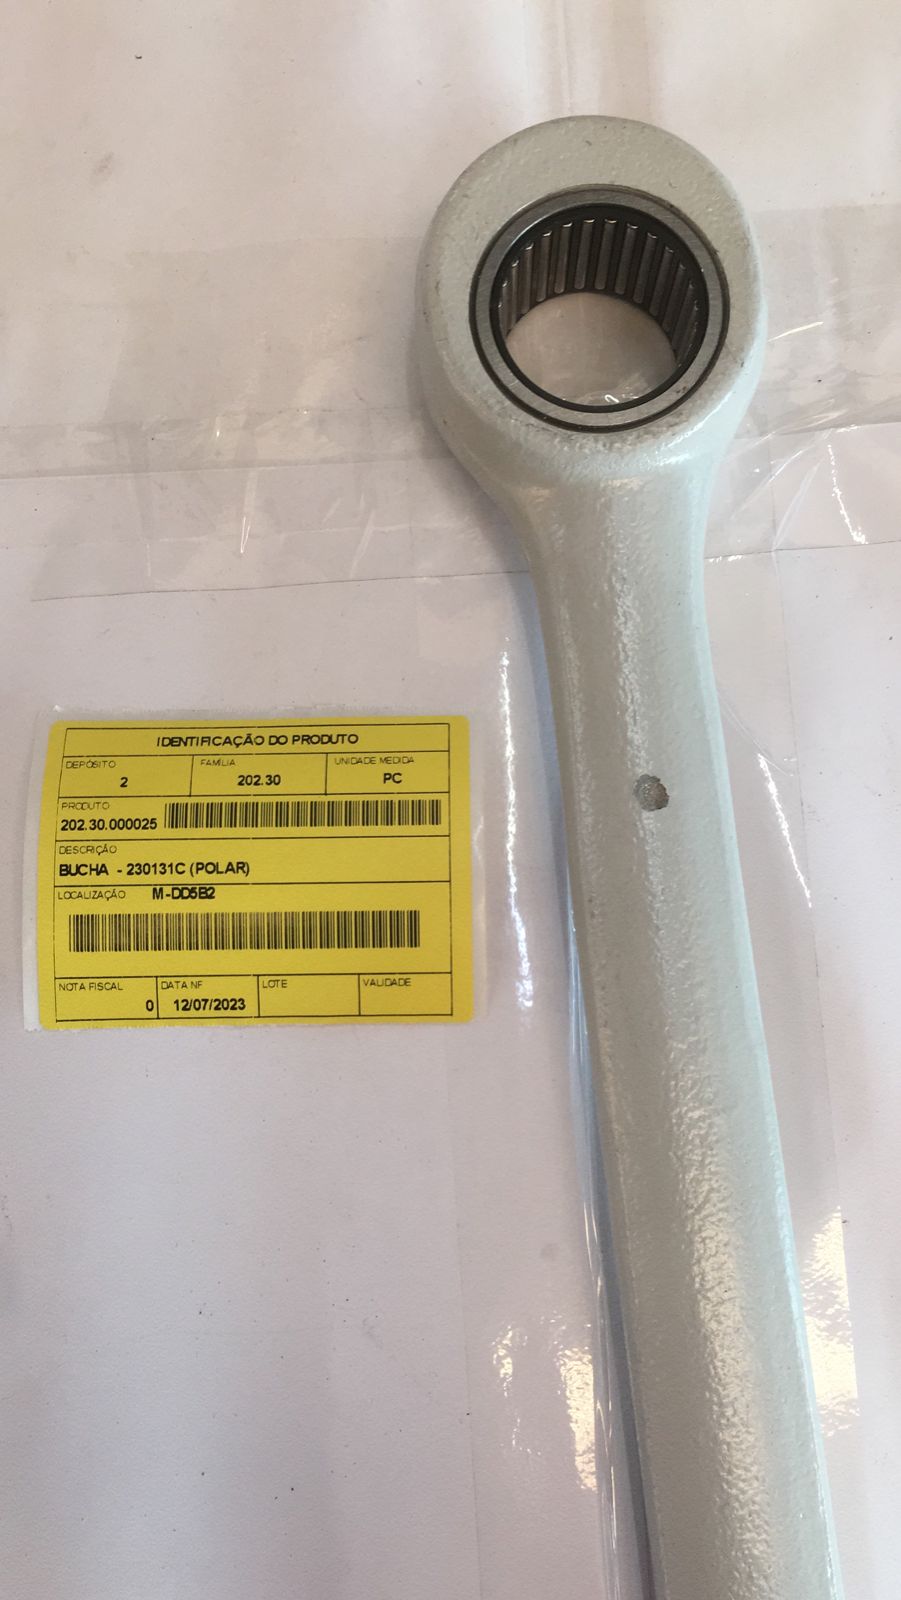 IDENTIFICAÇÃO DO PRODUTO
DEPÓSITO FAMÍLIA UNIDADE MEDIDA
2 202.30 PC
PRODUTO
202.30.000025
DESCRIÇÃO
BUCHA - 230131C (POLAR)
LOCALIZAÇÃO M-DD5B2
NOTA FISCAL DATA NF LOTE VALIDADE
0 12/07/2023